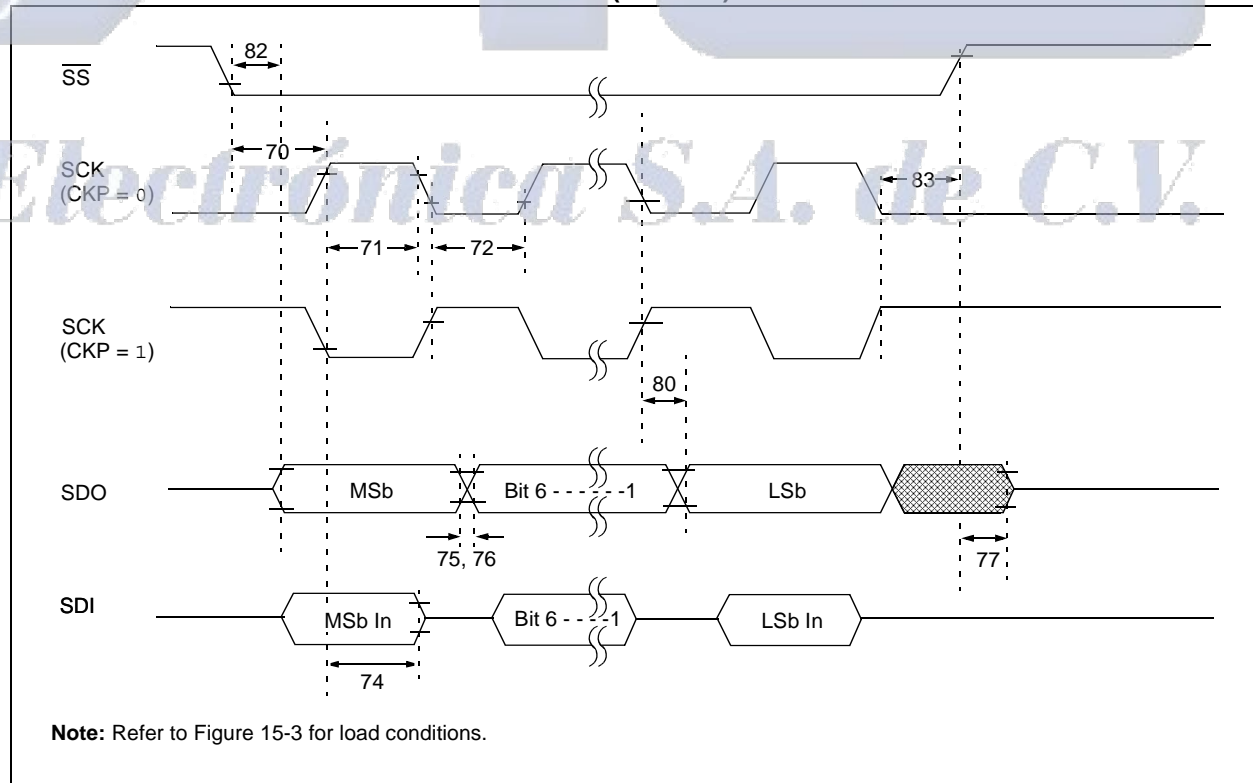 82
SS
70
SCK
(CKP = 0)
83
71
72
Electrónica S.A. de C.V.
SCK
(CKP = 1)
80
SDO
MSb
Bit 6 - - - - - -1
LSb
75, 76
77
SDI
MSb In
Bit 6 - - - -1
LSb In
74
Note: Refer to Figure 15-3 for load conditions.